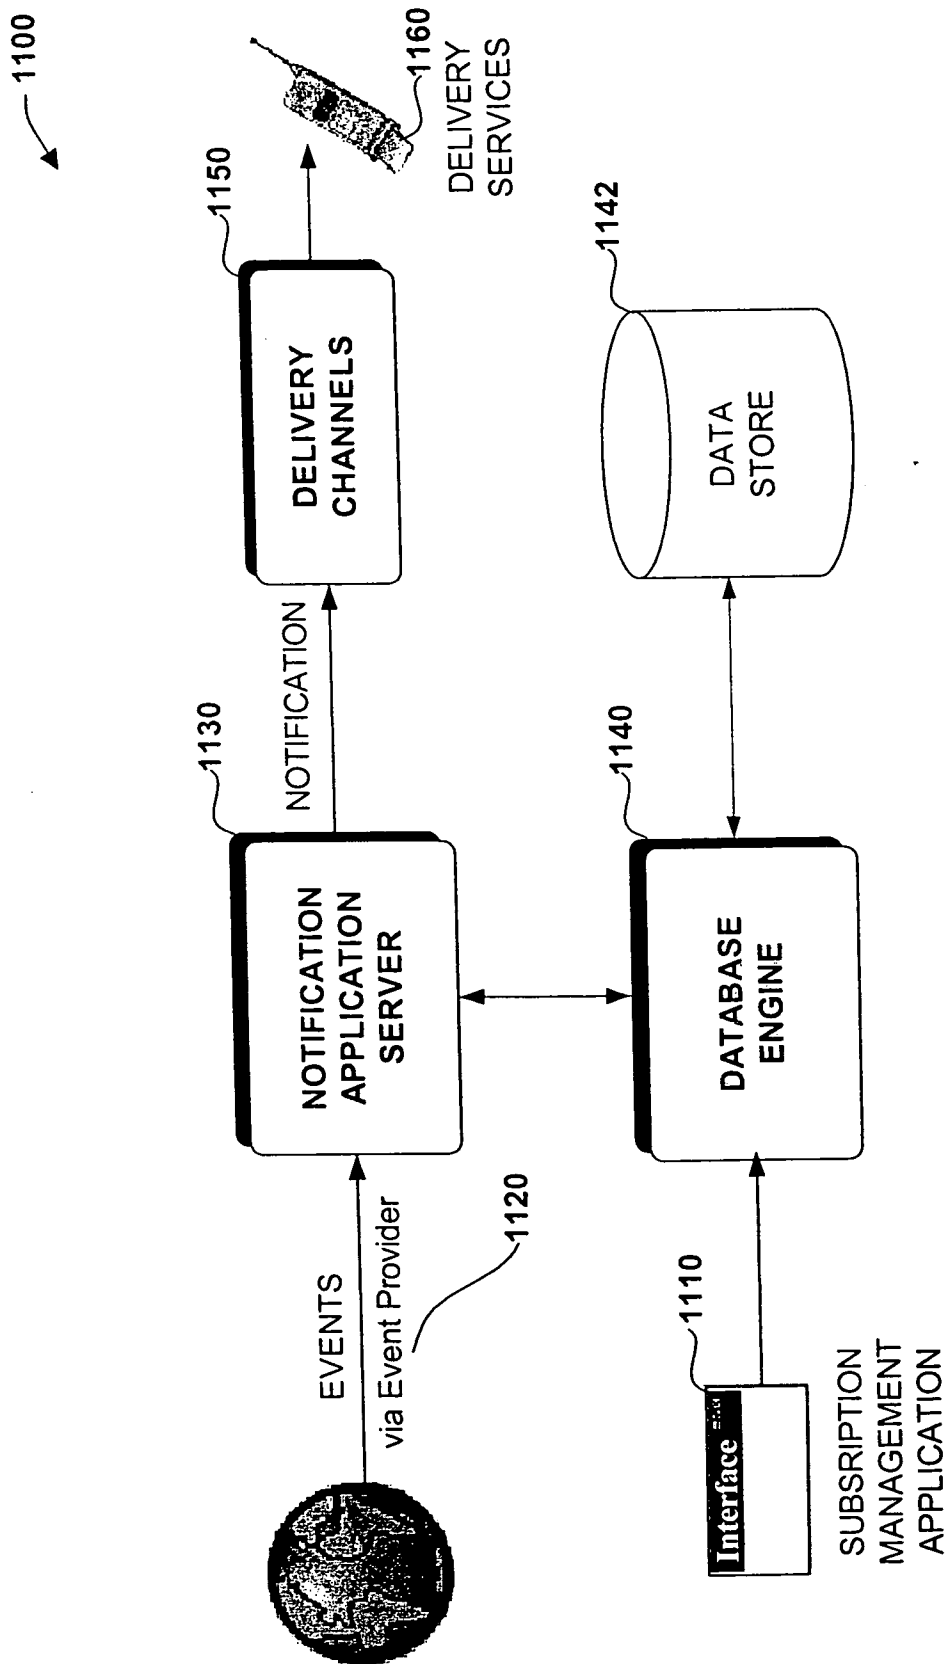 1100
EVENTS
via Event Provider
1120
NOTIFICATION
APPLICATION
SERVER
1130
NOTIFICATION
DELIVERY
CHANNELS
1150
1160
DELIVERY
SERVICES
Interface
1110
SUBSRIPTION
MANAGEMENT
APPLICATION
DATABASE
ENGINE
1140
DATA
STORE
1142